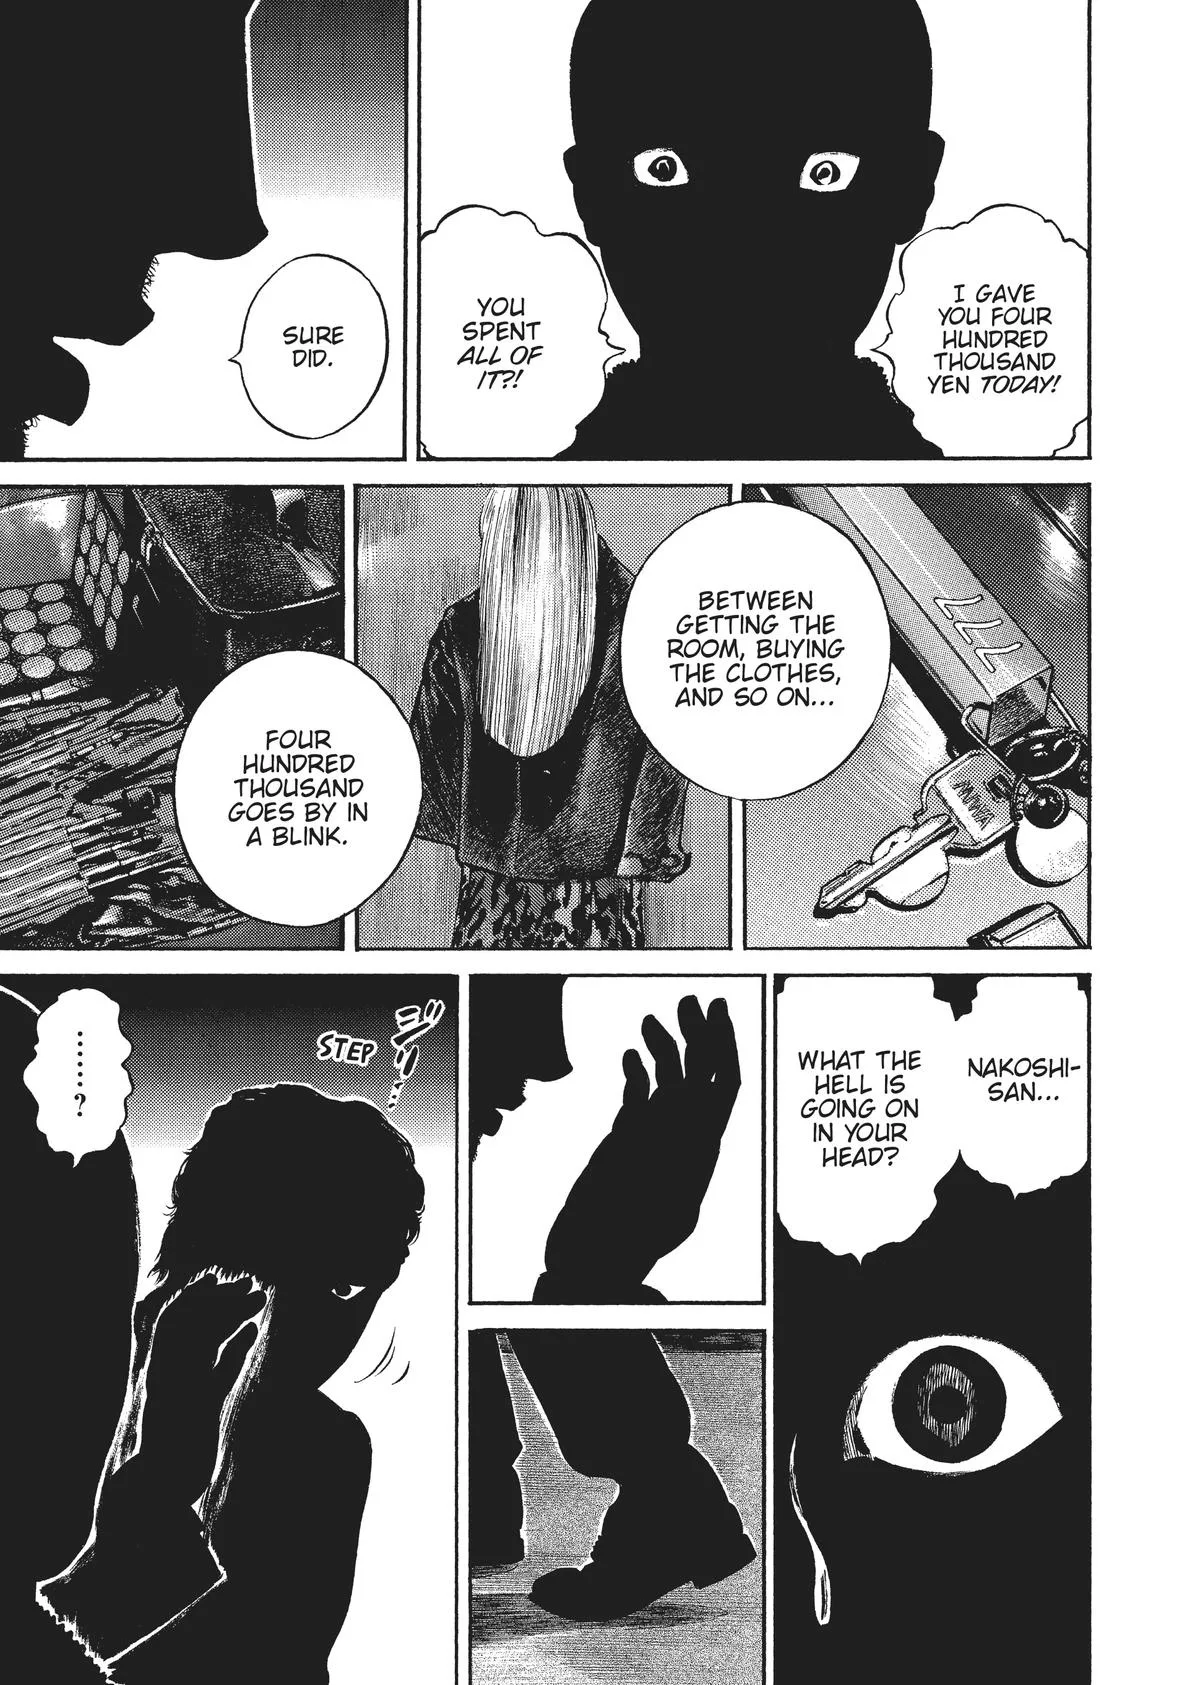 I GAVE
YOU FOUR
HUNDRED
THOUSAND
YEN TODAY!
YOU
SPENT
ALL OF
IT?!
SURE
DID.
BETWEEN
GETTING THE
ROOM, BUYING
THE CLOTHES,
AND SO ON...
MIWA
FOUR
HUNDRED
THOUSAND
GOES BY IN
A BLINK.
NAKOSHI-
SAN...
WHAT THE
HELL IS
GOING ON
IN YOUR
HEAD?
STEP
......?